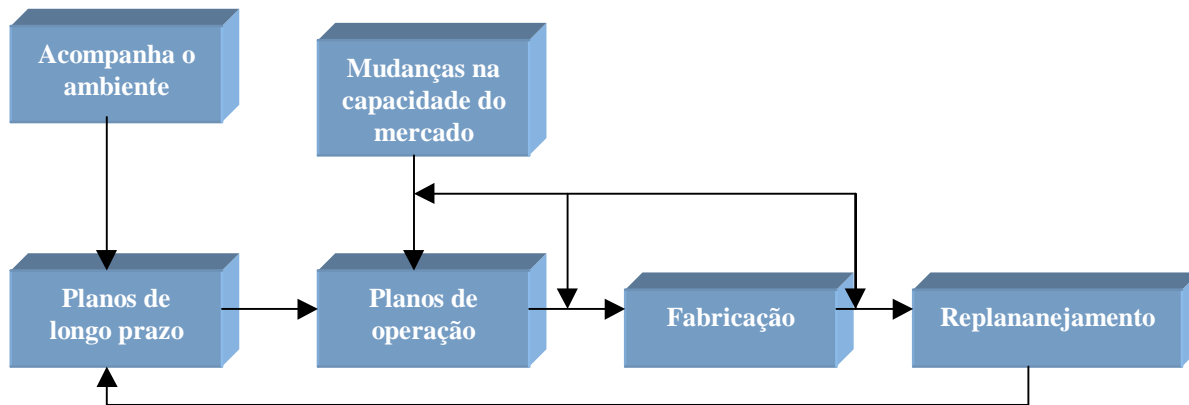 Acompanha o
ambiente
Mudanças na
capacidade do
mercado
Planos de
longo prazo
Planos de
operação
Fabricação
Replananejamento